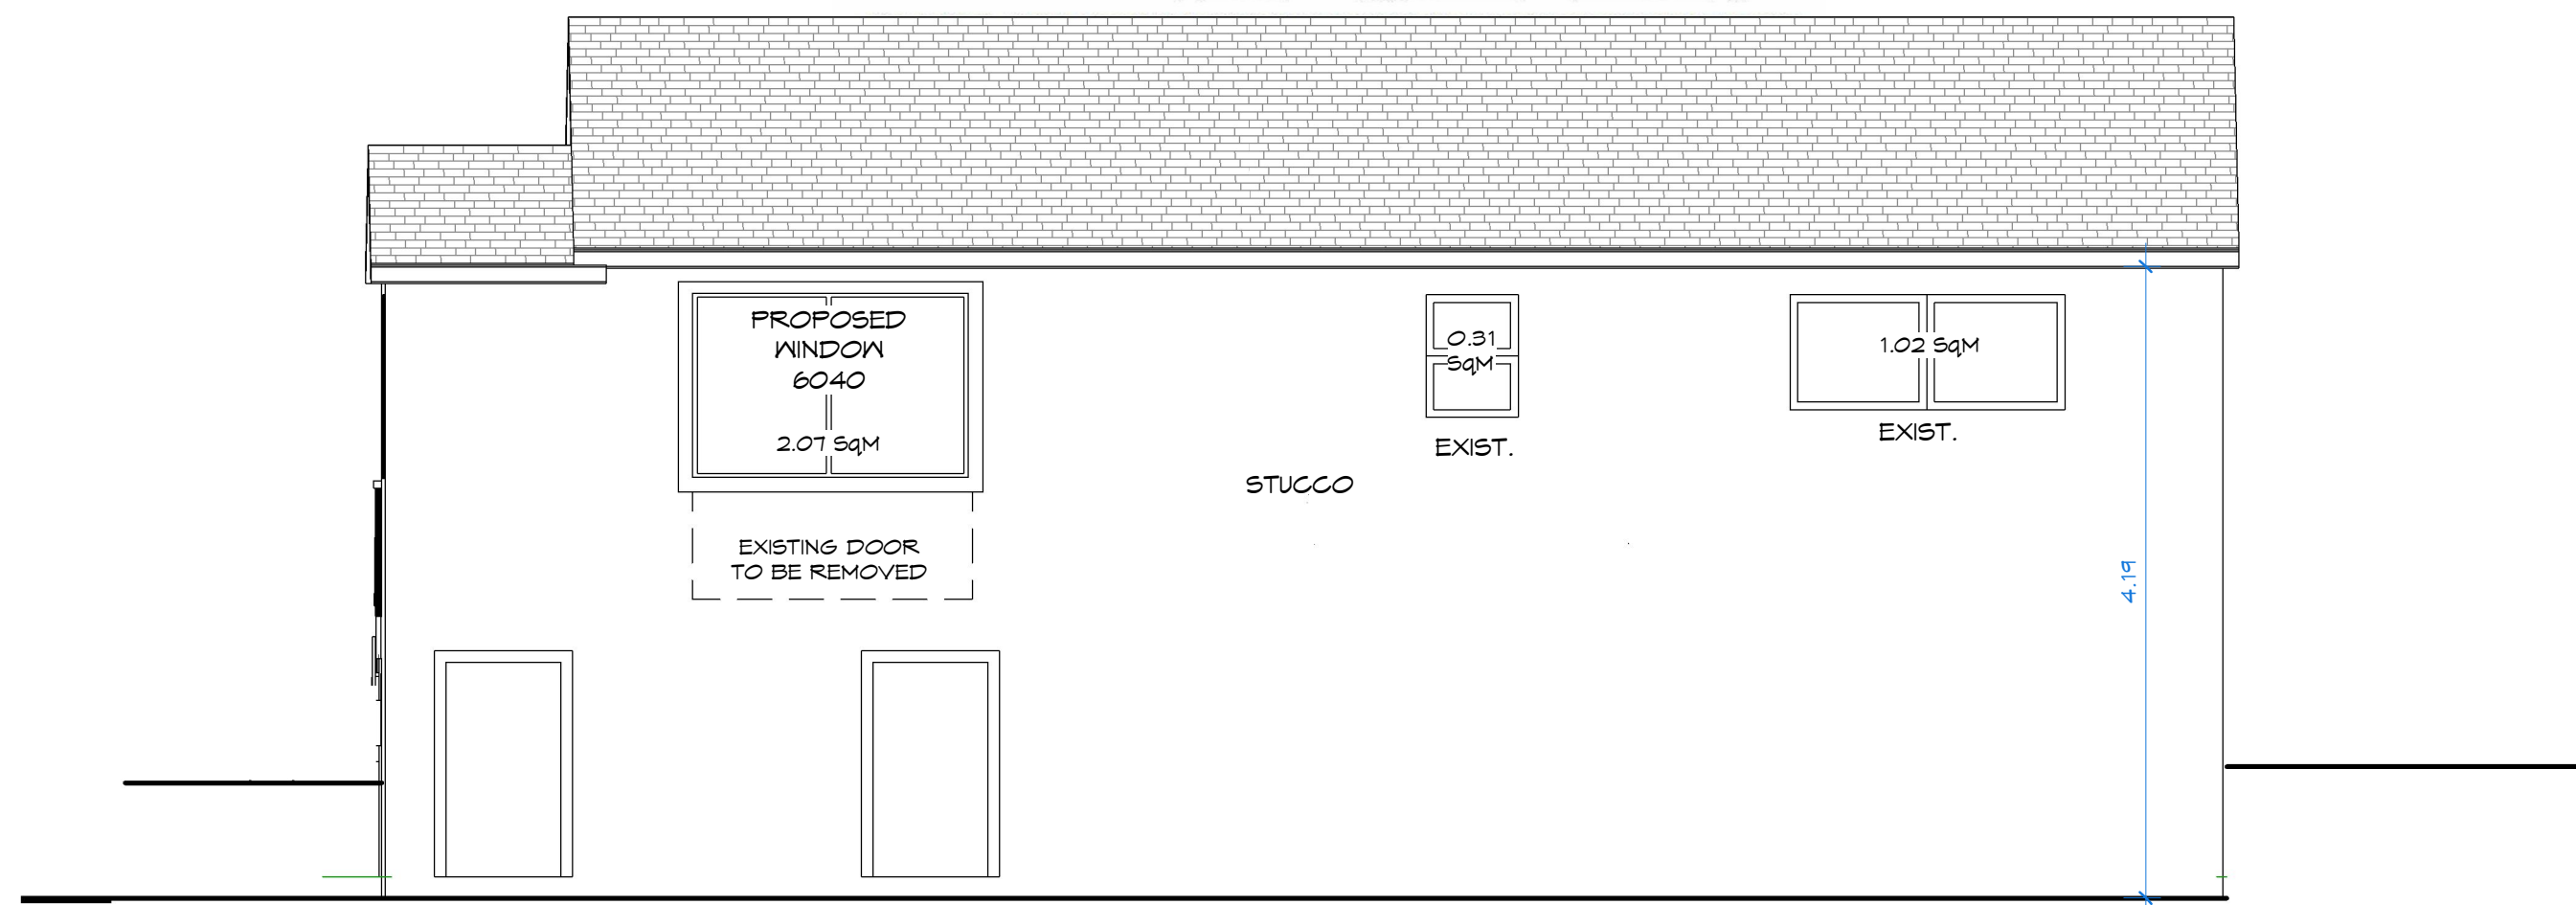 PROPOSED
WINDOW
6040
2.07 SqM
0.31
SqM
EXIST.
1.02 SqM
EXIST.
STUCCO
EXISTING DOOR
TO BE REMOVED
4.19